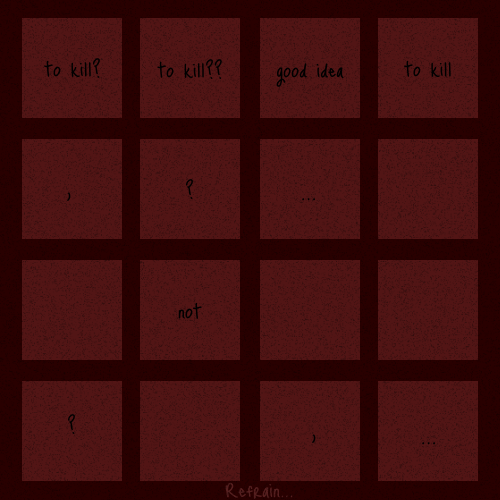 to kill? to kill?? good idea to kill
, ? ...
not
? , ...
Refrain...